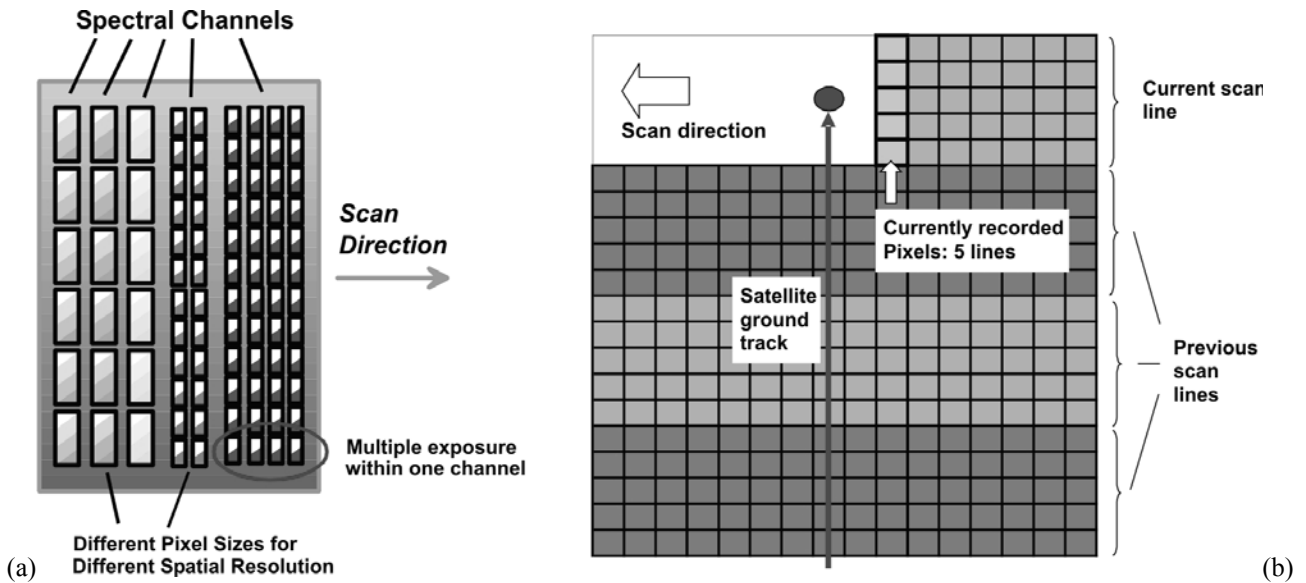 Spectral Channels
Scan
Direction
Multiple exposure
within one channel
Different Pixel Sizes for
Different Spatial Resolution
(a)
Scan direction
Current scan
line
Currently recorded
Pixels: 5 lines
Satellite
ground
track
Previous
scan
lines
(b)